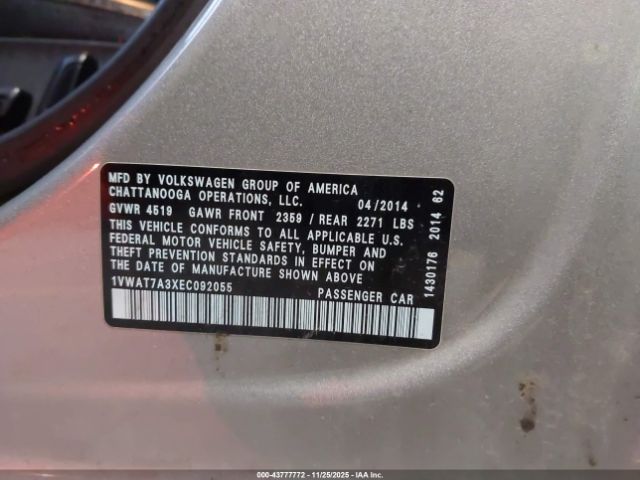 MFD BY VOLKSWAGEN GROUP OF AMERICA
CHATTANOOGA OPERATIONS, LLC. 04/2014
GVWR 4519 GAWR FRONT 2359 / REAR 2271 LBS
THIS VEHICLE CONFORMS TO ALL APPLICABLE U.S.
FEDERAL MOTOR VEHICLE SAFETY, BUMPER AND
THEFT PREVENTION STANDARDS IN EFFECT ON
THE DATE OF MANUFACTURE SHOWN ABOVE
1VWAT7A3XEC092055 PASSENGER CAR
1430176 2014 62
000-43777772 - 11/25/2025 - IAAI.COM